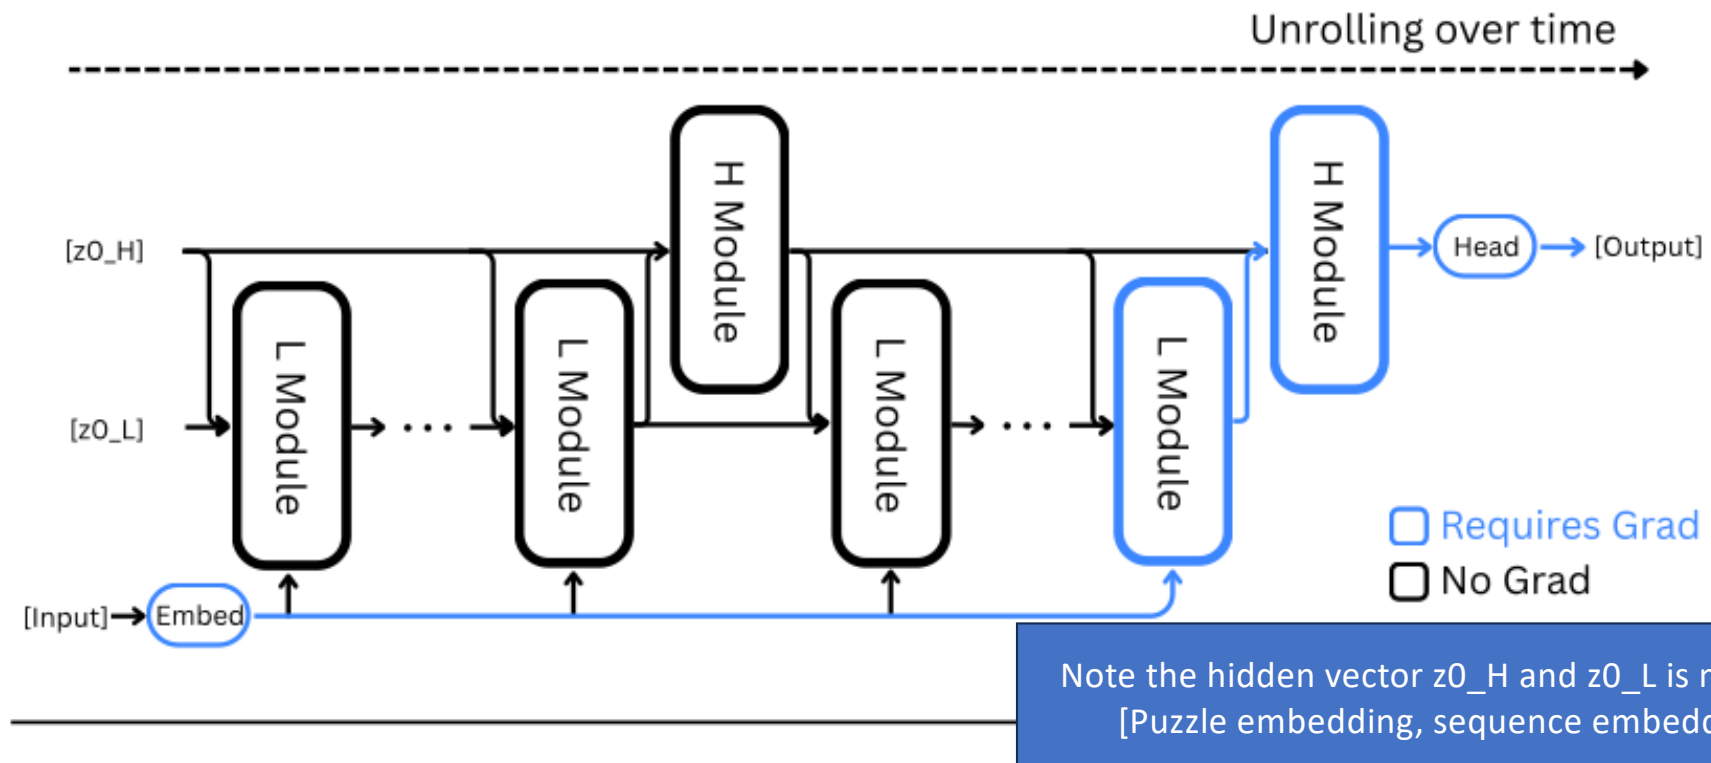 Unrolling over time
H Module
H Module
[z0_H]
Head
[Output]
L Module
L Module
L Module
L Module
[z0_L]
...
...
Requires Grad
No Grad
[Input]
Embed
Note the hidden vector z0_H and z0_L is
[Puzzle embedding, sequence